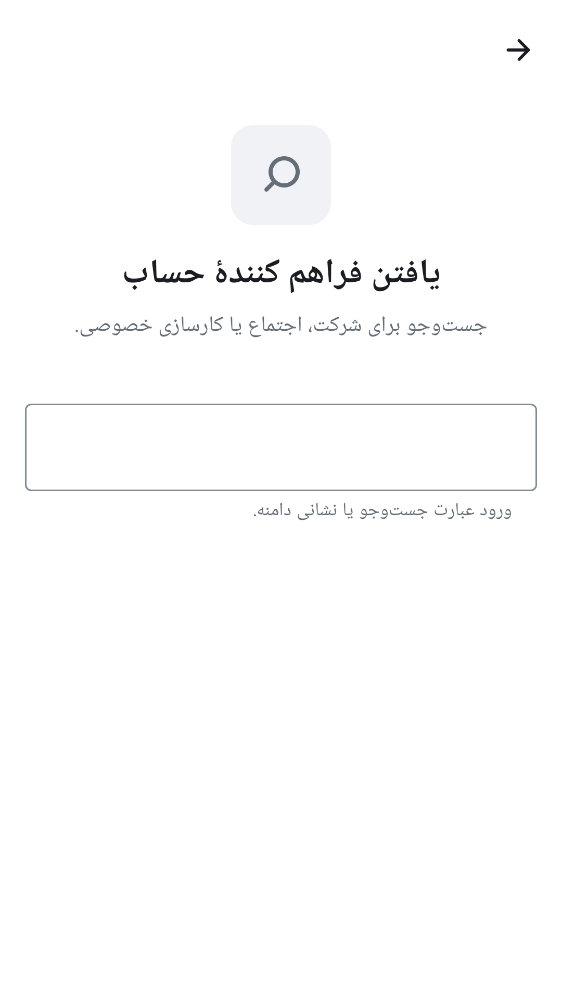 یافتن فراهم کنندهٔ حساب
جست‌وجو برای شرکت، اجتماع یا کارسازی خصوصی.
ورود عبارت جست‌وجو یا نشانی دامنه.